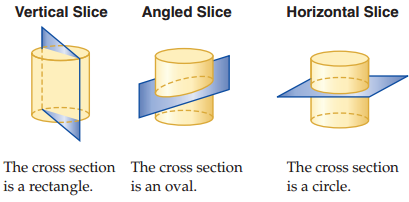 Vertical Slice
Angled Slice
Horizontal Slice
The cross section
is a rectangle.
The cross section
is an oval.
The cross section
is a circle.